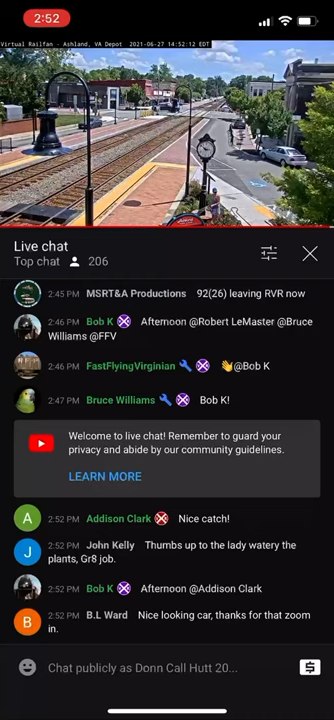 2:52
Virtual Railfan - Ashland, VA Depot 2021-06-27 14:52:12 EDT
Live chat
Top chat 206
2:45 PM MSRT&A Productions 92(26) leaving RVR now
2:46 PM Bob K Afternoon @Robert LeMaster @Bruce
Williams @FFV
2:46 PM FastFlyingVirginian 👋@Bob K
2:47 PM Bruce Williams Bob K!
Welcome to live chat! Remember to guard your
privacy and abide by our community guidelines.
LEARN MORE
A 2:52 PM Addison Clark Nice catch!
J 2:52 PM John Kelly Thumbs up to the lady watery the
plants, Gr8 job.
2:52 PM Bob K Afternoon @Addison Clark
B 2:52 PM B.L Ward Nice looking car, thanks for that zoom
in.
Chat publicly as Donn Call Hutt 20... $